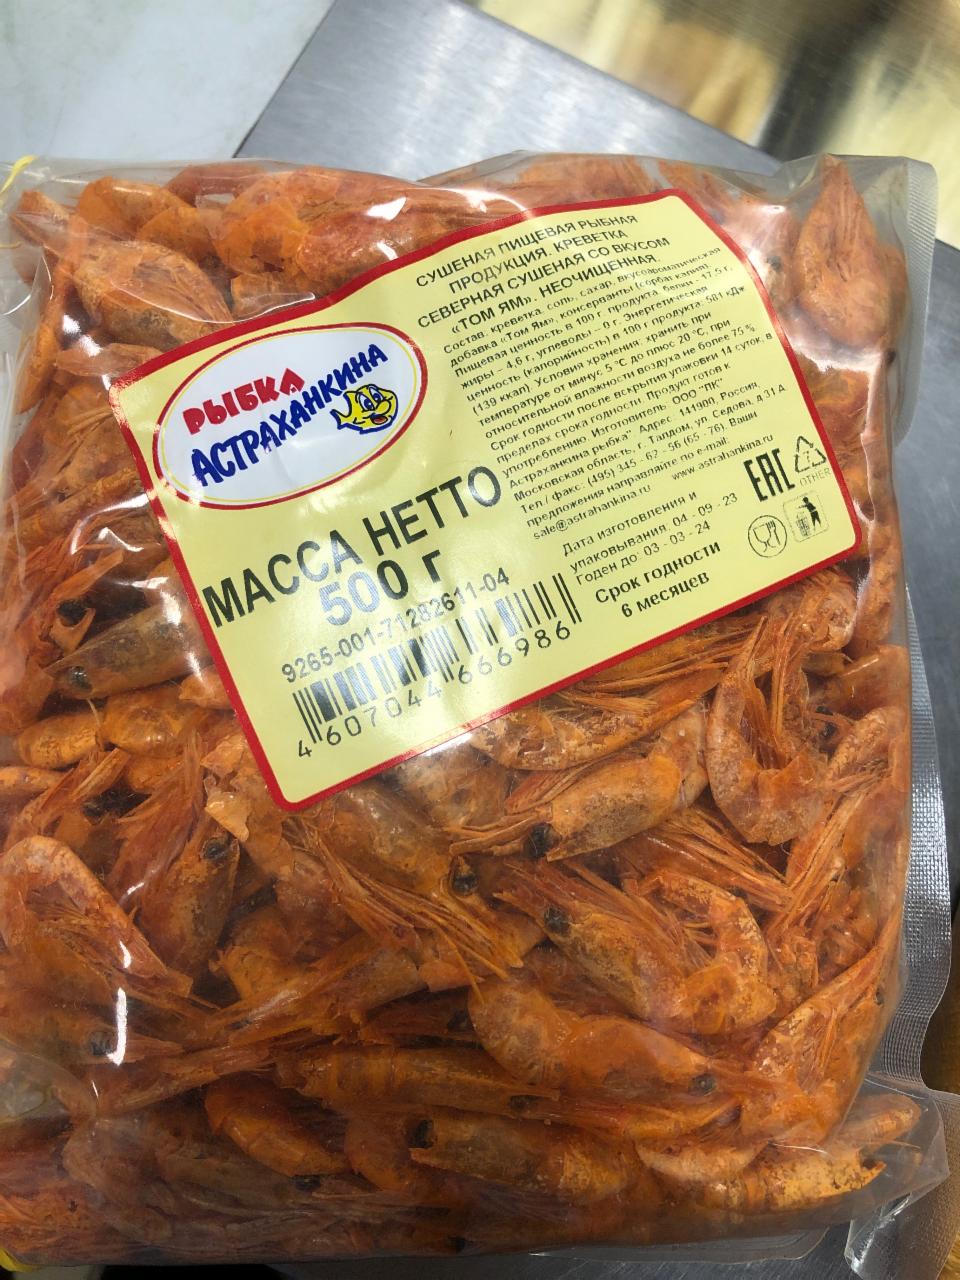 СУШЕНАЯ ПИЩЕВАЯ РЫБНАЯ
ПРОДУКЦИЯ. КРЕВЕТКА
СЕВЕРНАЯ СУШЕНАЯ СО ВКУСОМ
«ТОМ ЯМ». НЕОЧИЩЕННАЯ.
Состав: креветка, соль, сахар, вкусоароматическая
добавка «Том Ям», консерванты (сорбат калия).
Пищевая ценность в 100 г. продукта: белки - 17,5 г,
жиры – 4,6 г, углеводы – 0 г. Энергетическая
ценность (калорийность) в 100 г продукта: 581 кДж
(139 ккал). Условия хранения: хранить при
температуре от минус 5 °С до плюс 20 °С, при
относительной влажности воздуха не более 75 %
Срок годности после вскрытия упаковки 14 суток, в
пределах срока годности. Продукт готов к
употреблению. Изготовитель: ООО "ПК"
Астраханкина рыбка". Адрес: 141900, Россия,
Московская область, г. Талдом, ул. Седова, д 31 А.
Тел./ факс: (495) 345 - 67 - 56 (65 - 76). Ваши
предложения направляйте по e-mail:
sale@astrahankina.ru www.astrahankina.ru
РЫБКА
АСТРАХАНКИНА
МАССА НЕТТО
500 Г
9265-001-71282611-04
4 607044 666986
Дата изготовления и
упаковывания: 04 - 09 - 23
Годен до: 03 - 03 - 24
Срок годности
6 месяцев
EAC
7
OTHER